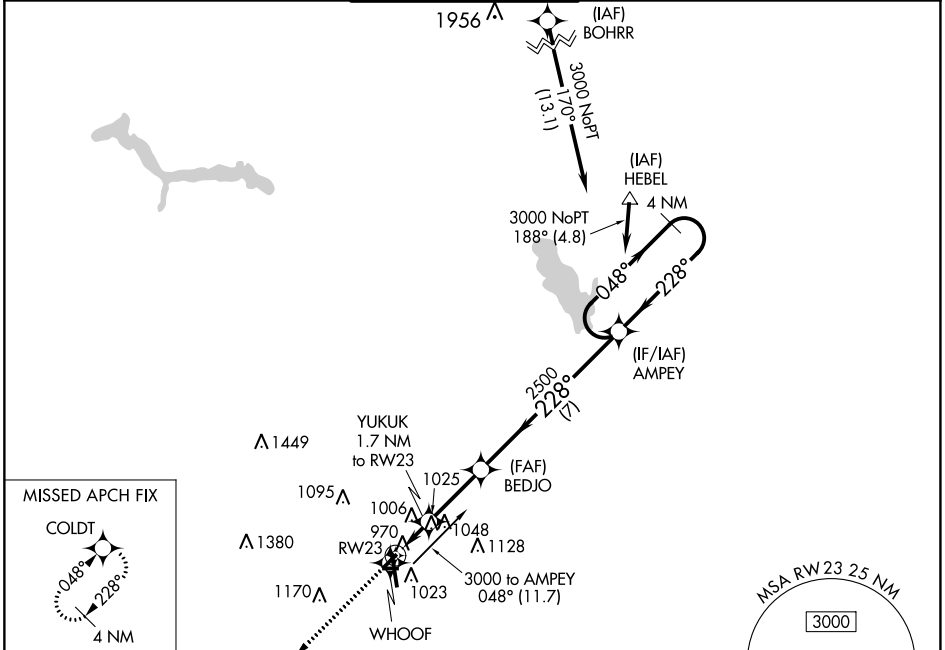 1956
(IAF)
BOHRR
3000 NoPT
170°
(13.1)
(IAF)
HEBEL
4 NM
3000 NoPT
188° (4.8)
048°
228°
(IF/IAF)
AMPEY
2500
228°
(7)
YUKUK
1.7 NM
to RW23
1449
(FAF)
BEDJO
1025
1095
1006
1048
970
1380
RW23
1128
3000 to AMPEY
048° (11.7)
1023
1170
WHOOF
MISSED APCH FIX
COLDT
048°
228°
4 NM
MSA RW 23 25 NM
3000